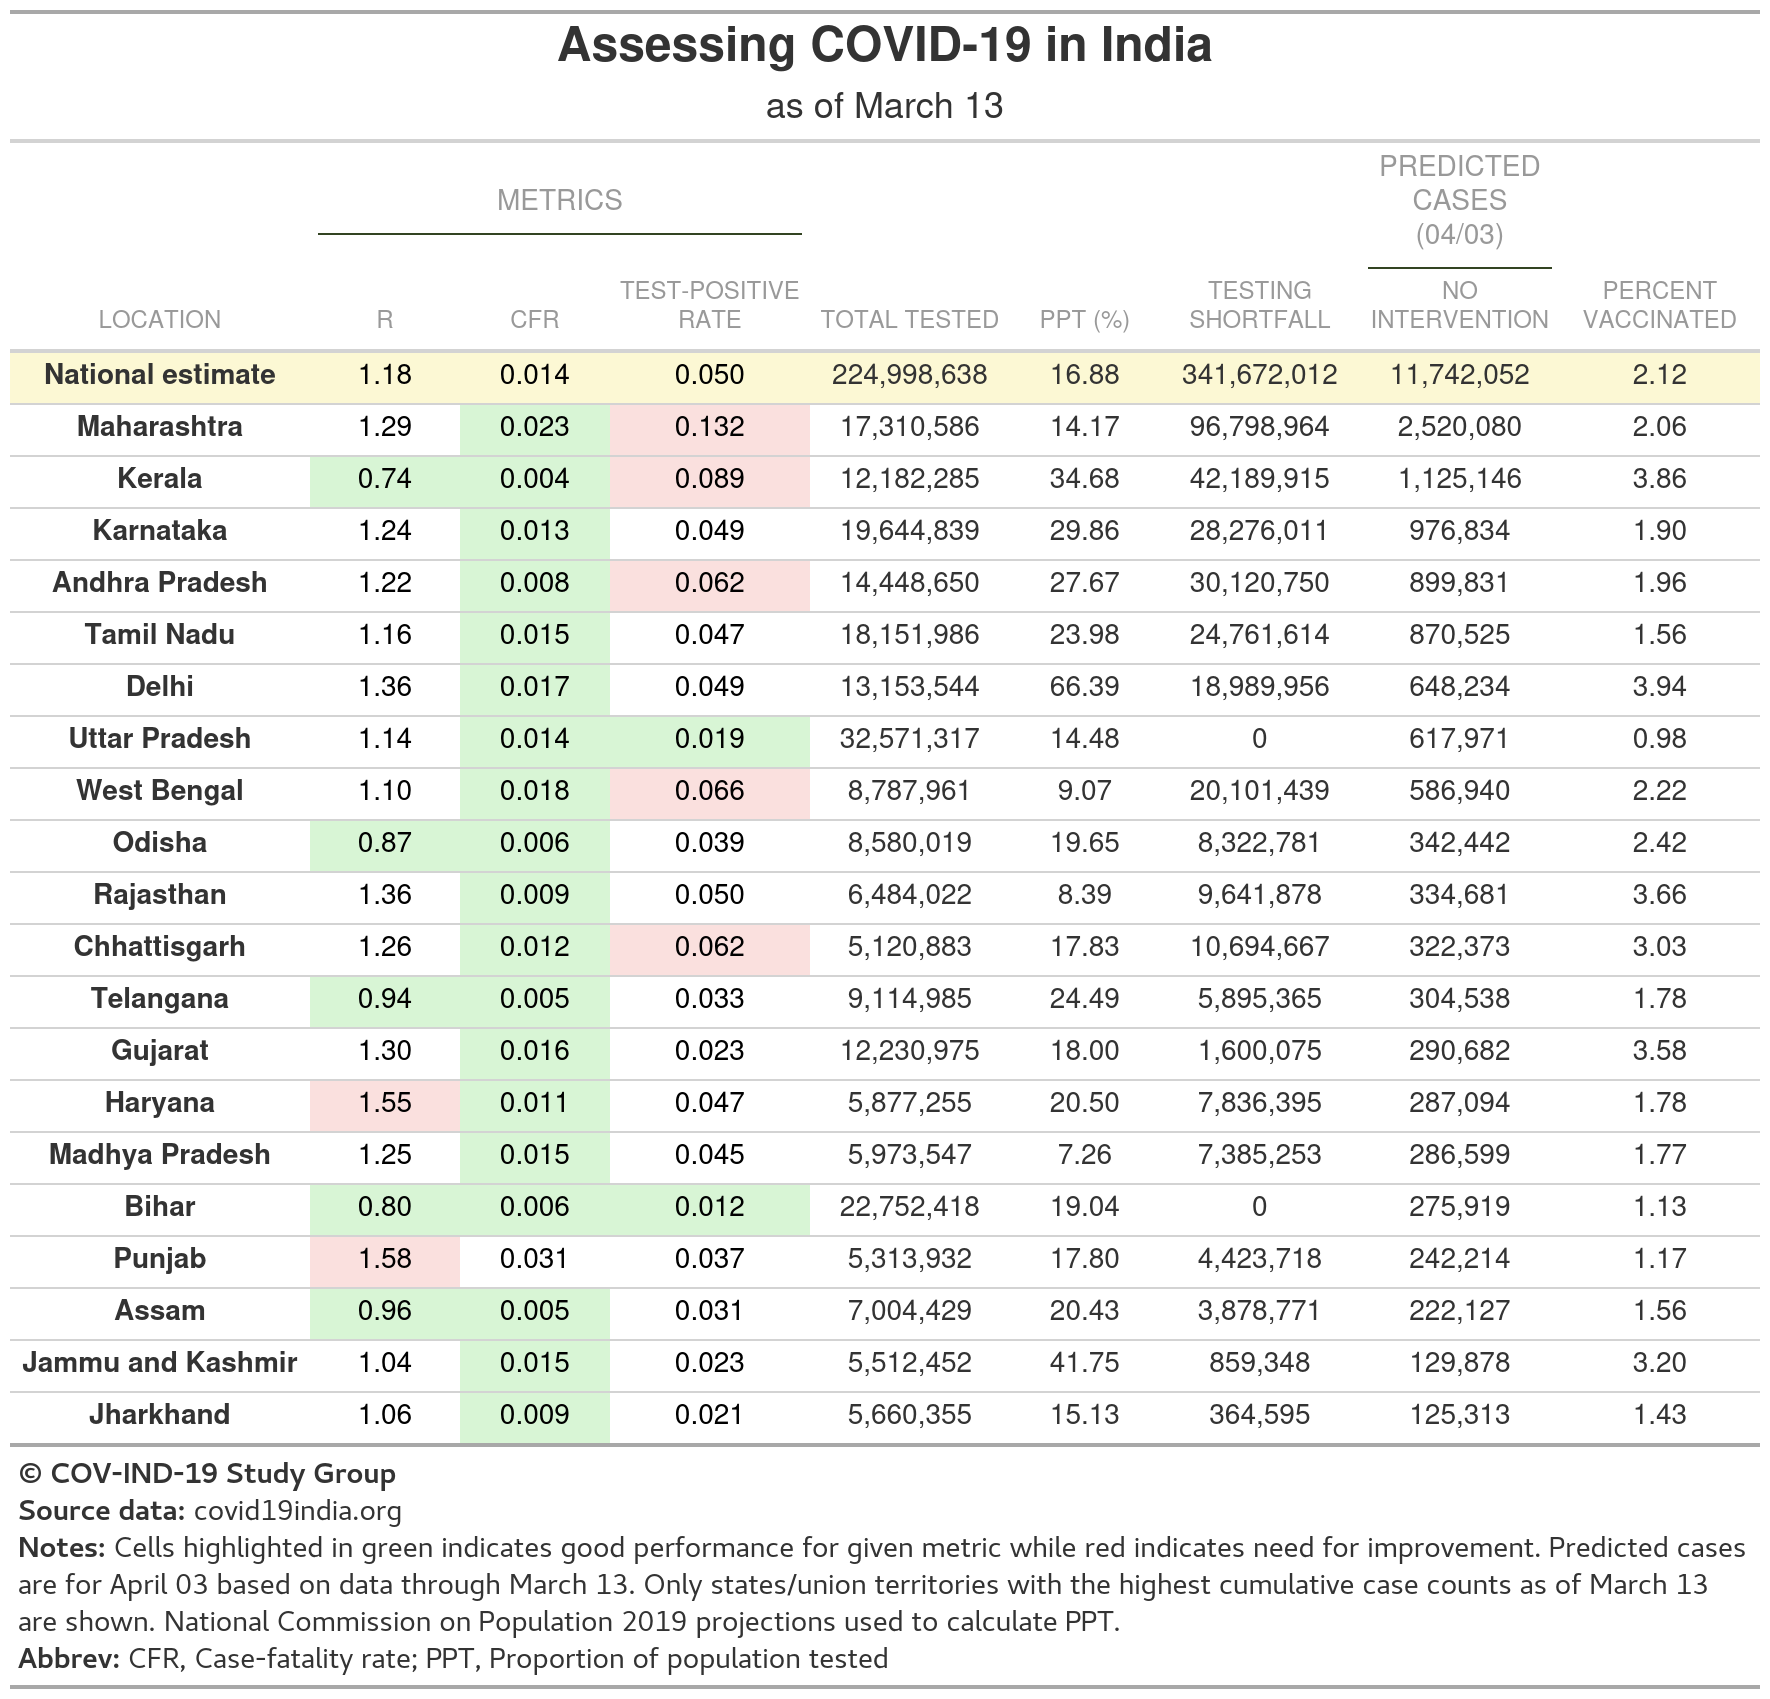 Assessing COVID-19 in India
as of March 13
METRICS
PREDICTED
CASES
(04/03)
LOCATION R CFR TEST-POSITIVE RATE TOTAL TESTED PPT (%) TESTING SHORTFALL NO INTERVENTION PERCENT VACCINATED
National estimate 1.18 0.014 0.050 224,998,638 16.88 341,672,012 11,742,052 2.12
Maharashtra 1.29 0.023 0.132 17,310,586 14.17 96,798,964 2,520,080 2.06
Kerala 0.74 0.004 0.089 12,182,285 34.68 42,189,915 1,125,146 3.86
Karnataka 1.24 0.013 0.049 19,644,839 29.86 28,276,011 976,834 1.90
Andhra Pradesh 1.22 0.008 0.062 14,448,650 27.67 30,120,750 899,831 1.96
Tamil Nadu 1.16 0.015 0.047 18,151,986 23.98 24,761,614 870,525 1.56
Delhi 1.36 0.017 0.049 13,153,544 66.39 18,989,956 648,234 3.94
Uttar Pradesh 1.14 0.014 0.019 32,571,317 14.48 0 617,971 0.98
West Bengal 1.10 0.018 0.066 8,787,961 9.07 20,101,439 586,940 2.22
Odisha 0.87 0.006 0.039 8,580,019 19.65 8,322,781 342,442 2.42
Rajasthan 1.36 0.009 0.050 6,484,022 8.39 9,641,878 334,681 3.66
Chhattisgarh 1.26 0.012 0.062 5,120,883 17.83 10,694,667 322,373 3.03
Telangana 0.94 0.005 0.033 9,114,985 24.49 5,895,365 304,538 1.78
Gujarat 1.30 0.016 0.023 12,230,975 18.00 1,600,075 290,682 3.58
Haryana 1.55 0.011 0.047 5,877,255 20.50 7,836,395 287,094 1.78
Madhya Pradesh 1.25 0.015 0.045 5,973,547 7.26 7,385,253 286,599 1.77
Bihar 0.80 0.006 0.012 22,752,418 19.04 0 275,919 1.13
Punjab 1.58 0.031 0.037 5,313,932 17.80 4,423,718 242,214 1.17
Assam 0.96 0.005 0.031 7,004,429 20.43 3,878,771 222,127 1.56
Jammu and Kashmir 1.04 0.015 0.023 5,512,452 41.75 859,348 129,878 3.20
Jharkhand 1.06 0.009 0.021 5,660,355 15.13 364,595 125,313 1.43
© COV-IND-19 Study Group
Source data: covid19india.org
Notes: Cells highlighted in green indicates good performance for given metric while red indicates need for improvement. Predicted cases
are for April 03 based on data through March 13. Only states/union territories with the highest cumulative case counts as of March 13
are shown. National Commission on Population 2019 projections used to calculate PPT.
Abbrev: CFR, Case-fatality rate; PPT, Proportion of population tested